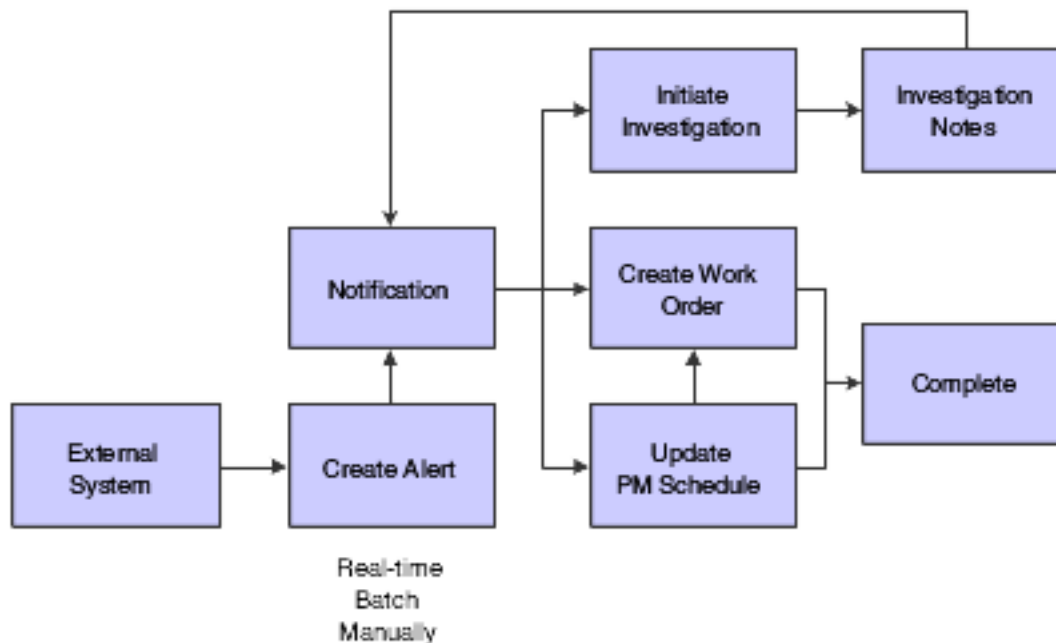 Initiate
Investigation
Investigation
Notes
Notification
Create Work
Order
Complete
External
System
Create Alert
Update
PM Schedule
Real-time
Batch
Manually